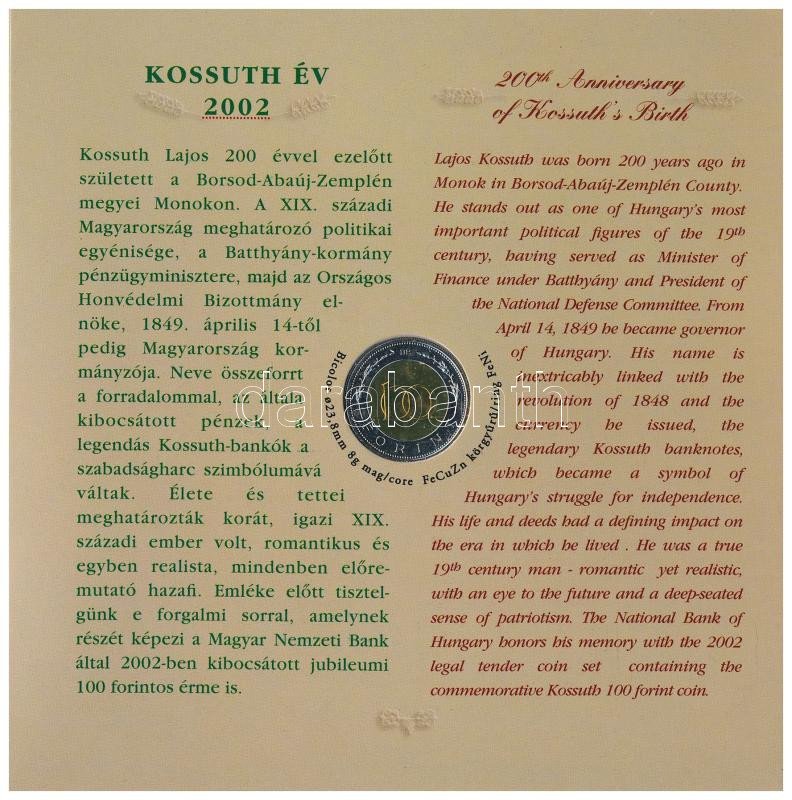 KOSSUTH ÉV
2002
Kossuth Lajos 200 évvel ezelőtt
született a Borsod-Abaúj-Zemplén
megyei Monokon. A XIX. századi
Magyarország meghatározó politikai
egyénisége, a Batthyány-kormány
pénzügyminisztere, majd az Országos
Honvédelmi Bizottmány el-
nöke, 1849. április 14-től
pedig Magyarország kor-
mányzója. Neve összeforrt
a forradalommal, az általa
kibocsátott pénzek, a
legendás Kossuth-bankók a
szabadságharc szimbólumává
váltak. Élete és tettei
meghatározták korát, igazi XIX.
századi ember volt, romantikus és
egyben realista, mindenben előre-
mutató hazafi. Emléke előtt tisztel-
günk e forgalmi sorral, amelynek
részét képezi a Magyar Nemzeti Bank
által 2002-ben kibocsátott jubileumi
100 forintos érme is.
200th Anniversary
of Kossuth's Birth
Lajos Kossuth was born 200 years ago in
Monok in Borsod-Abaúj-Zemplén County.
He stands out as one of Hungary's most
important political figures of the 19th
century, having served as Minister of
Finance under Batthyány and President of
the National Defense Committee. From
April 14, 1849 he became governor
of Hungary. His name is
inextricably linked with the
revolution of 1848 and the
currency he issued, the
legendary Kossuth banknotes,
which became a symbol of
Hungary's struggle for independence.
His life and deeds had a defining impact on
the era in which he lived . He was a true
19th century man - romantic yet realistic,
with an eye to the future and a deep-seated
sense of patriotism. The National Bank of
Hungary honors his memory with the 2002
legal tender coin set containing the
commemorative Kossuth 100 forint coin.
Bicolor ø23,8mm 8g mag/core FeCuZn körgyűrű/ring FeNi
100
FORINT
darabanth